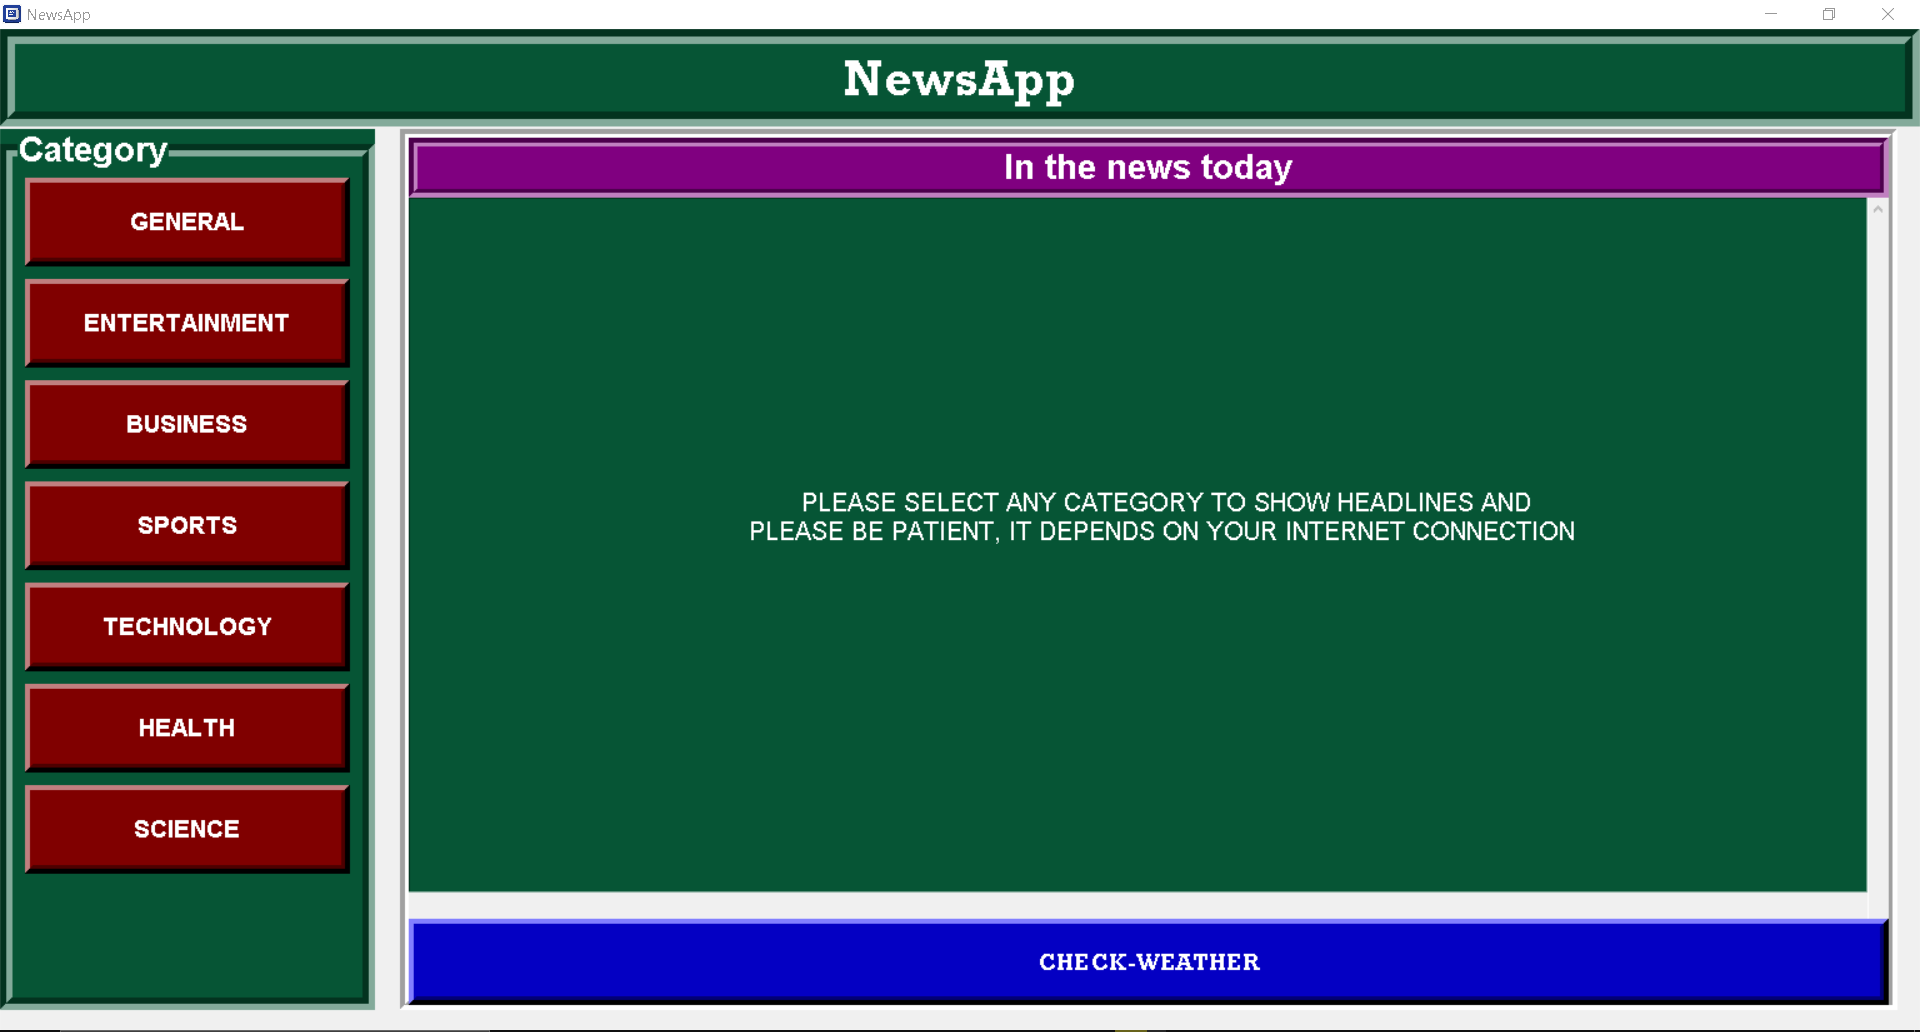 NewsApp
NewsApp
Category
GENERAL
ENTERTAINMENT
BUSINESS
SPORTS
TECHNOLOGY
HEALTH
SCIENCE
In the news today
PLEASE SELECT ANY CATEGORY TO SHOW HEADLINES AND
PLEASE BE PATIENT, IT DEPENDS ON YOUR INTERNET CONNECTION
CHECK-WEATHER